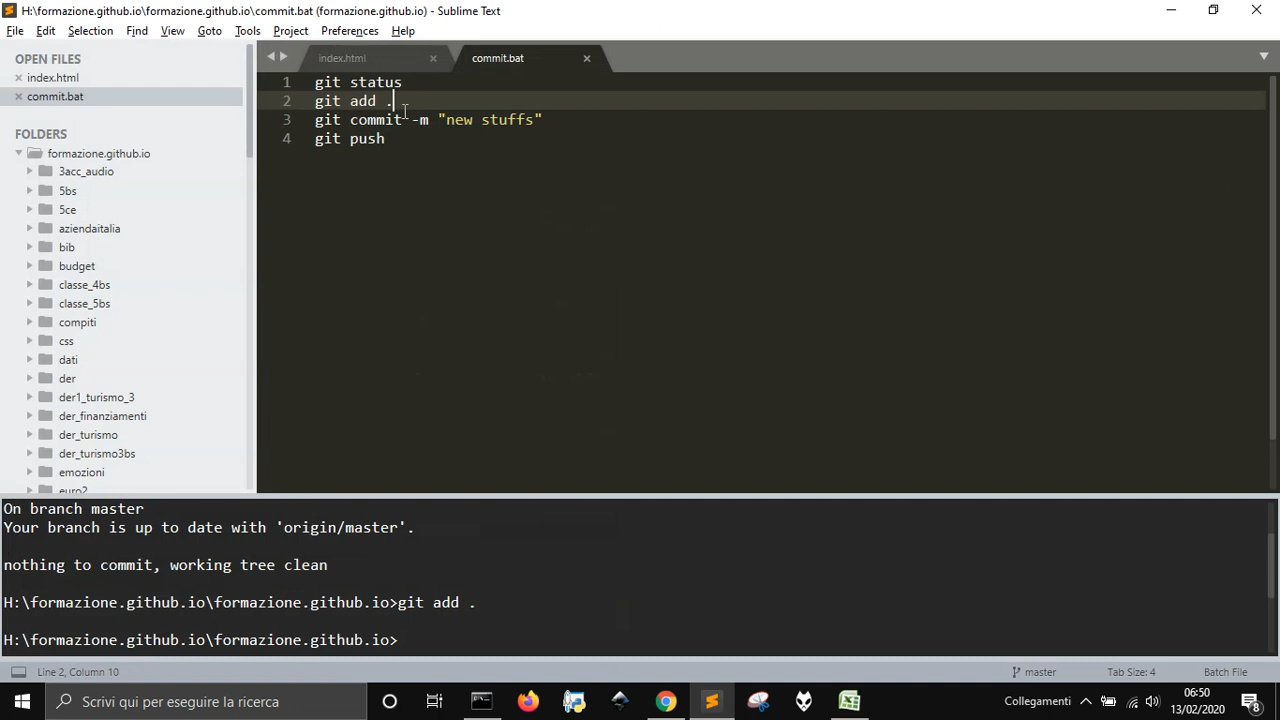 H:\formazione.github.io\formazione.github.io\commit.bat (formazione.github.io) - Sublime Text
File Edit Selection Find View Goto Tools Project Preferences Help
OPEN FILES
index.html
commit.bat
FOLDERS
formazione.github.io
3acc_audio
5bs
5ce
aziendaitalia
bib
budget
classe_4bs
classe_5bs
compiti
css
dati
der
der1_turismo_3
der_finanziamenti
der_turismo
der_turismo3bs
emozioni
euro2
index.html
commit.bat
1 git status
2 git add .
3 git commit -m "new stuffs"
4 git push
On branch master
Your branch is up to date with 'origin/master'.
nothing to commit, working tree clean
H:\formazione.github.io\formazione.github.io>git add .
H:\formazione.github.io\formazione.github.io>
Line 2, Column 10
master
Tab Size: 4
Batch File
Scrivi qui per eseguire la ricerca
Collegamenti
06:50
13/02/2020
8